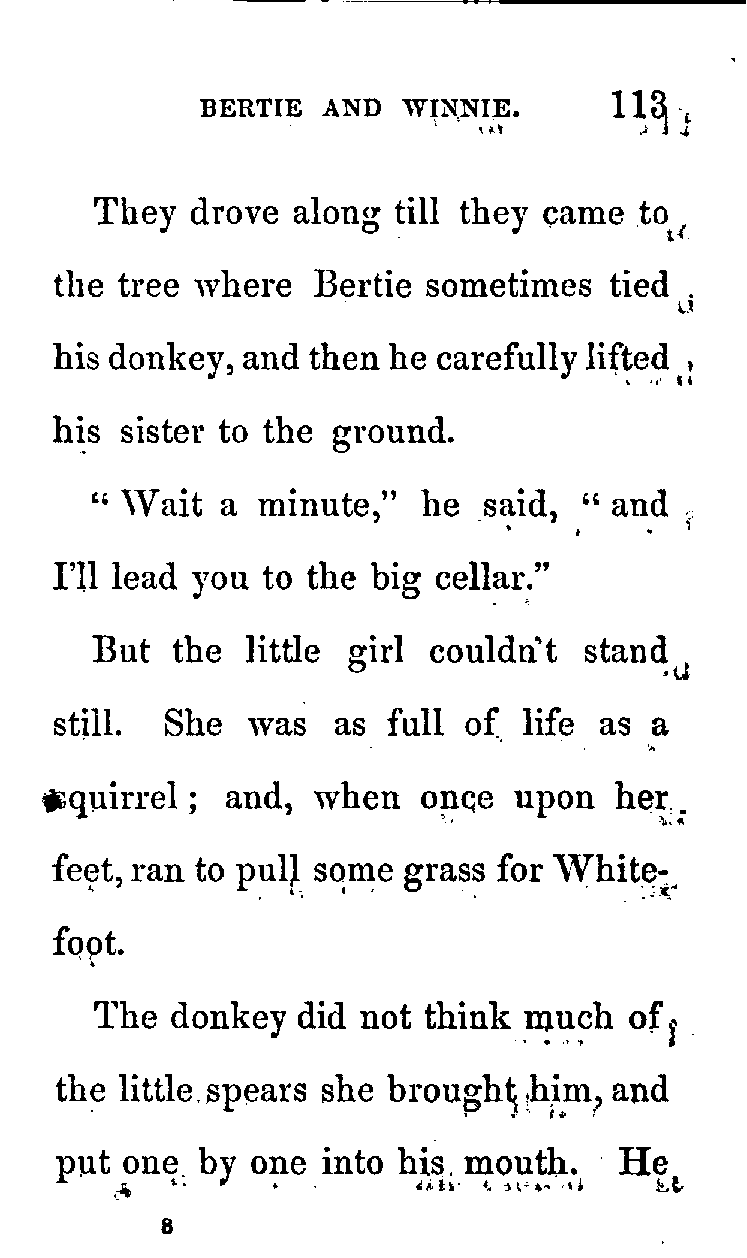 BERTIE AND WINNIE. 113
They drove along till they came to
the tree where Bertie sometimes tied
his donkey, and then he carefully lifted
his sister to the ground.
“Wait a minute,” he said, “and
I’ll lead you to the big cellar.”
But the little girl couldn’t stand
still. She was as full of life as a
squirrel; and, when once upon her
feet, ran to pull some grass for White-
foot.
The donkey did not think much of
the little spears she brought him, and
put one by one into his mouth. He
8